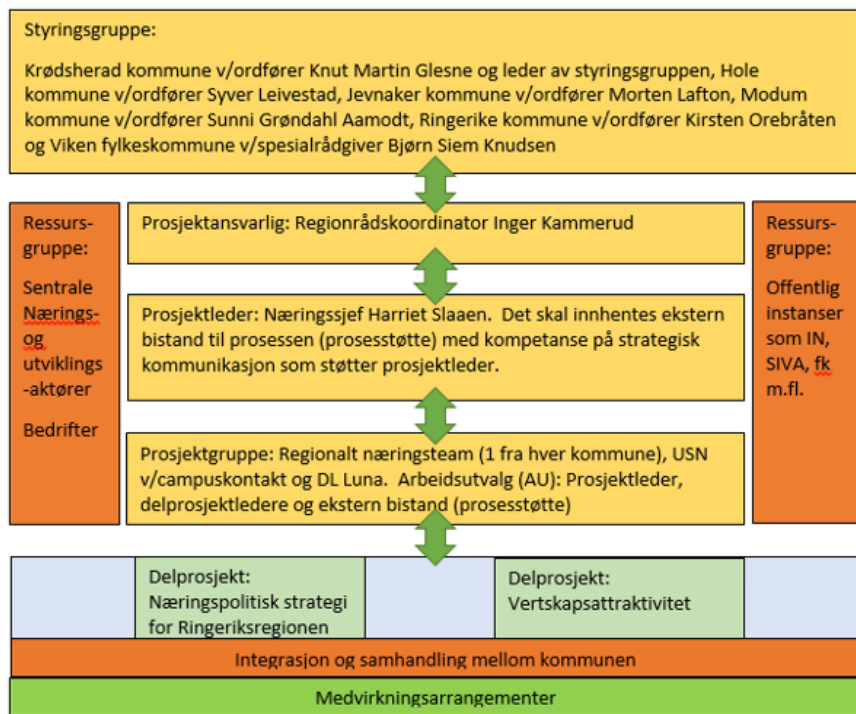 Styringsgruppe:
Krødsherad kommune v/ordfører Knut Martin Glesne og leder av styringsgruppen, Hole
kommune v/ordfører Syver Leivestad, Jevnaker kommune v/ordfører Morten Lafton, Modum
kommune v/ordfører Sunni Grøndahl Aamodt, Ringerike kommune v/ordfører Kirsten Orebråten
og Viken fylkeskommune v/spesialrådgiver Bjørn Siem Knudsen
Ressurs-
gruppe:
Sentrale
Nærings-
og
utviklings
-aktører
Bedrifter
Prosjektansvarlig: Regionrådskoordinator Inger Kammerud
Prosjektleder: Næringssjef Harriet Slaaen. Det skal innhentes ekstern
bistand til prosessen (prosesstøtte) med kompetanse på strategisk
kommunikasjon som støtter prosjektleder.
Prosjektgruppe: Regionalt næringsteam (1 fra hver kommune), USN
v/campuskontakt og DL Luna. Arbeidsutvalg (AU): Prosjektleder,
delprosjektledere og ekstern bistand (prosesstøtte)
Ressurs-
gruppe:
Offentlig
instanser
som IN,
SIVA, fk
m.fl.
Delprosjekt:
Næringspolitisk strategi
for Ringeriksregionen
Delprosjekt:
Vertskapsattraktivitet
Integrasjon og samhandling mellom kommunen
Medvirkningsarrangementer